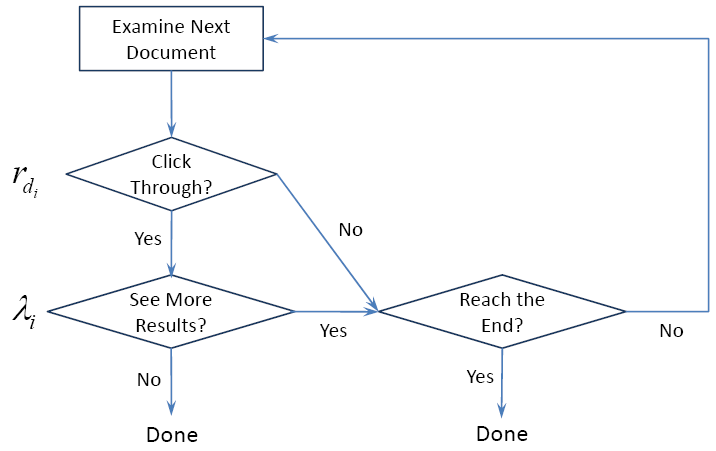 Examine Next
Document
Click
Through?
r_{d_i}
No
Yes
See More
Results?
λ_i
Yes
Reach the
End?
No
No
Yes
Done
Done